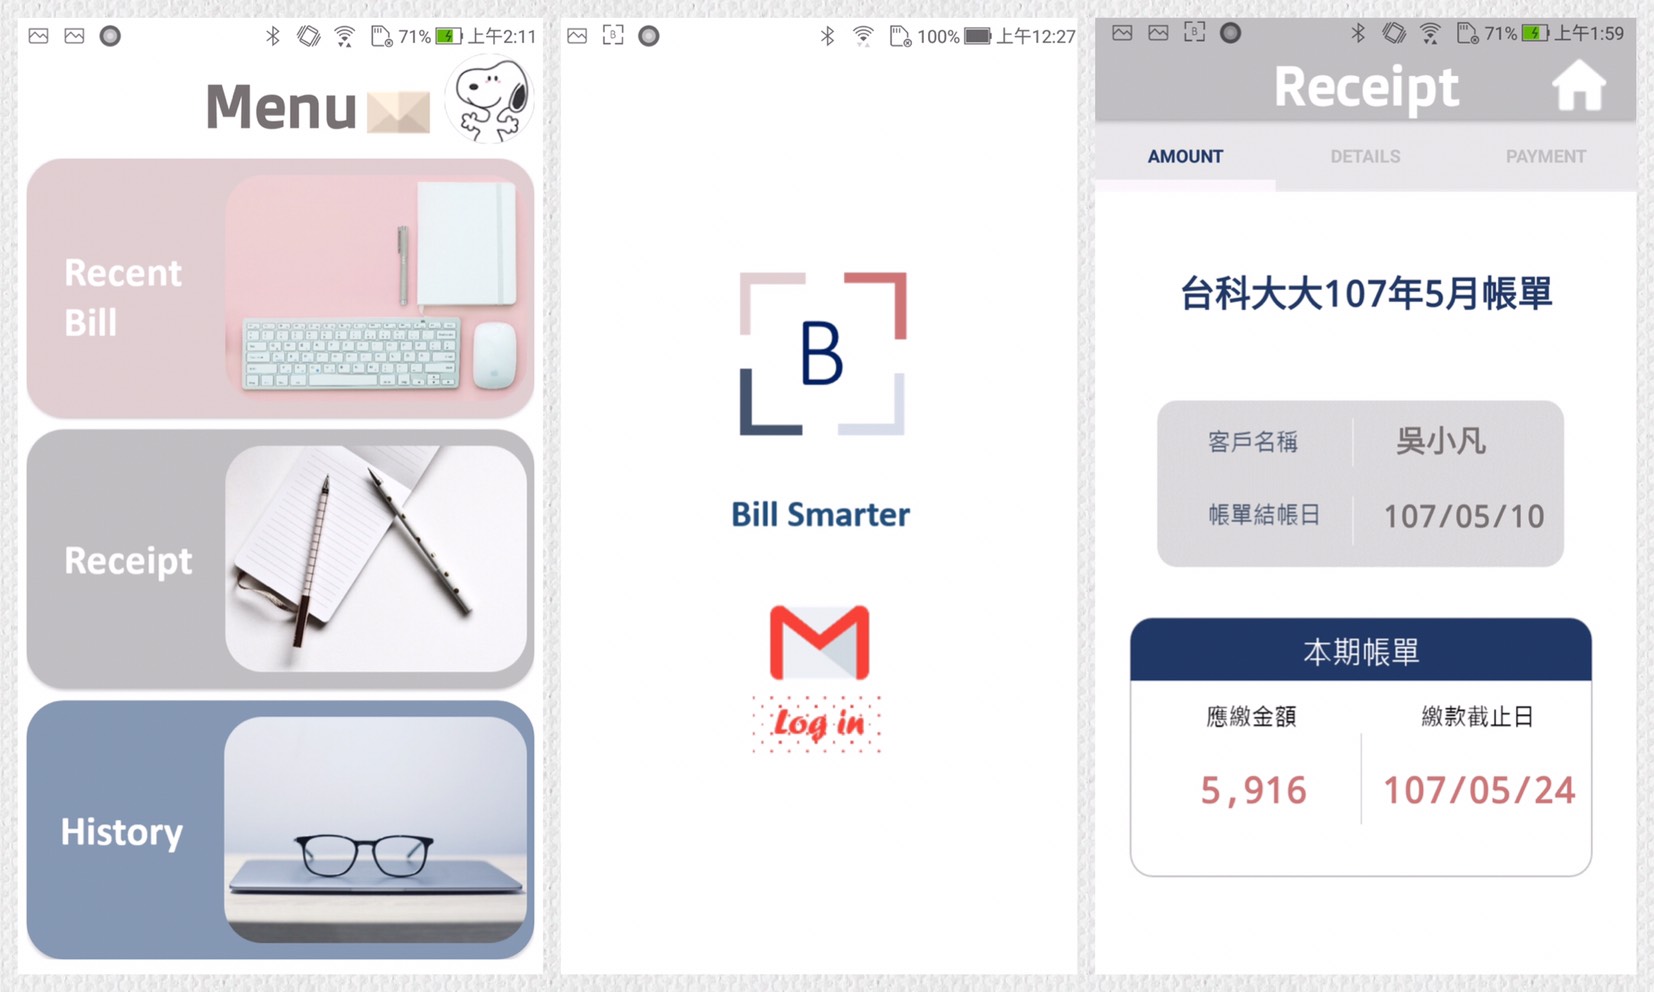 71% 上午2:11
Menu
Recent
Bill
Receipt
History
B 100% 上午12:27
B
Bill Smarter
Log in
B 71% 上午1:59
Receipt
AMOUNT DETAILS PAYMENT
台科大大107年5月帳單
客戶名稱 吳小凡
帳單結帳日 107/05/10
本期帳單
應繳金額 繳款截止日
5,916 107/05/24